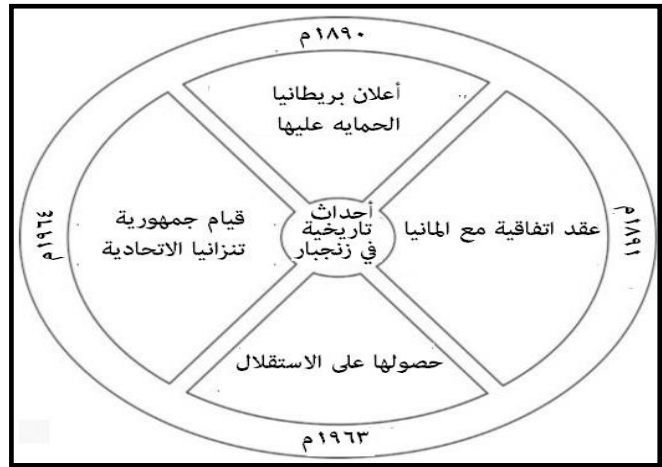 ١٨٩٠م
أعلان بريطانيا
الحمايه عليها
أحداث
تاريخية
في زنجبار
عقد اتفاقية مع المانيا
١٨٩١م
قيام جمهورية
تنزانيا الاتحادية
١٩٦٤م
حصولها على الاستقلال
١٩٦٣م